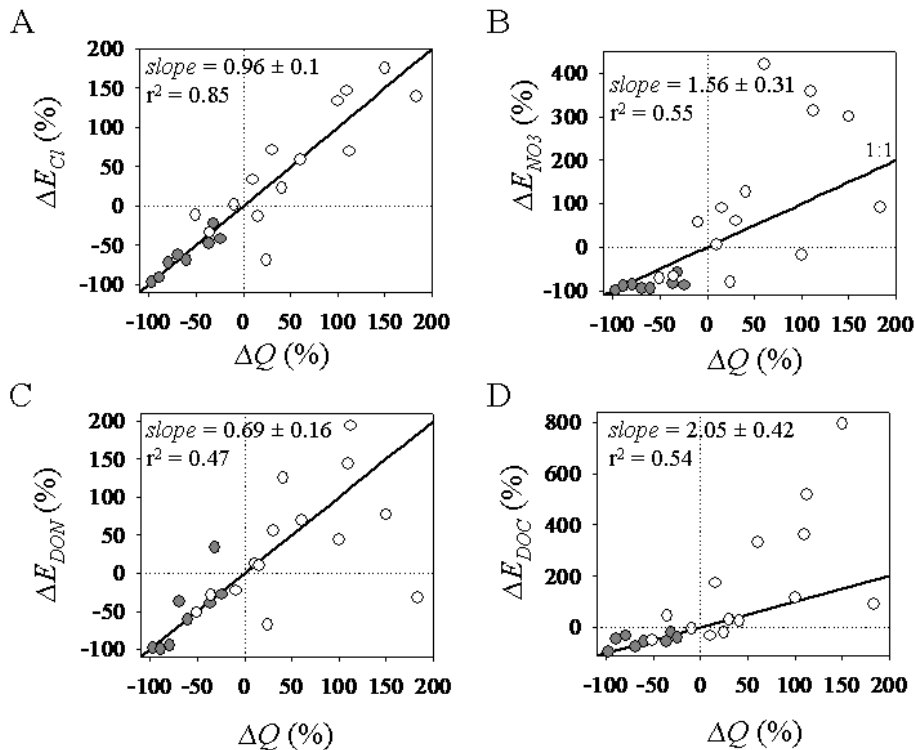 A
slope = 0.96 ± 0.1
r² = 0.85
200
150
100
50
0
-50
-100
ΔE_Cl (%)
-100 -50 0 50 100 150 200
ΔQ (%)
B
slope = 1.56 ± 0.31
r² = 0.55
1:1
400
300
200
100
0
-100
ΔE_NO3 (%)
-100 -50 0 50 100 150 200
ΔQ (%)
C
slope = 0.69 ± 0.16
r² = 0.47
200
150
100
50
0
-50
-100
ΔE_DON (%)
-100 -50 0 50 100 150 200
ΔQ (%)
D
slope = 2.05 ± 0.42
r² = 0.54
800
600
400
200
0
ΔE_DOC (%)
-100 -50 0 50 100 150 200
ΔQ (%)